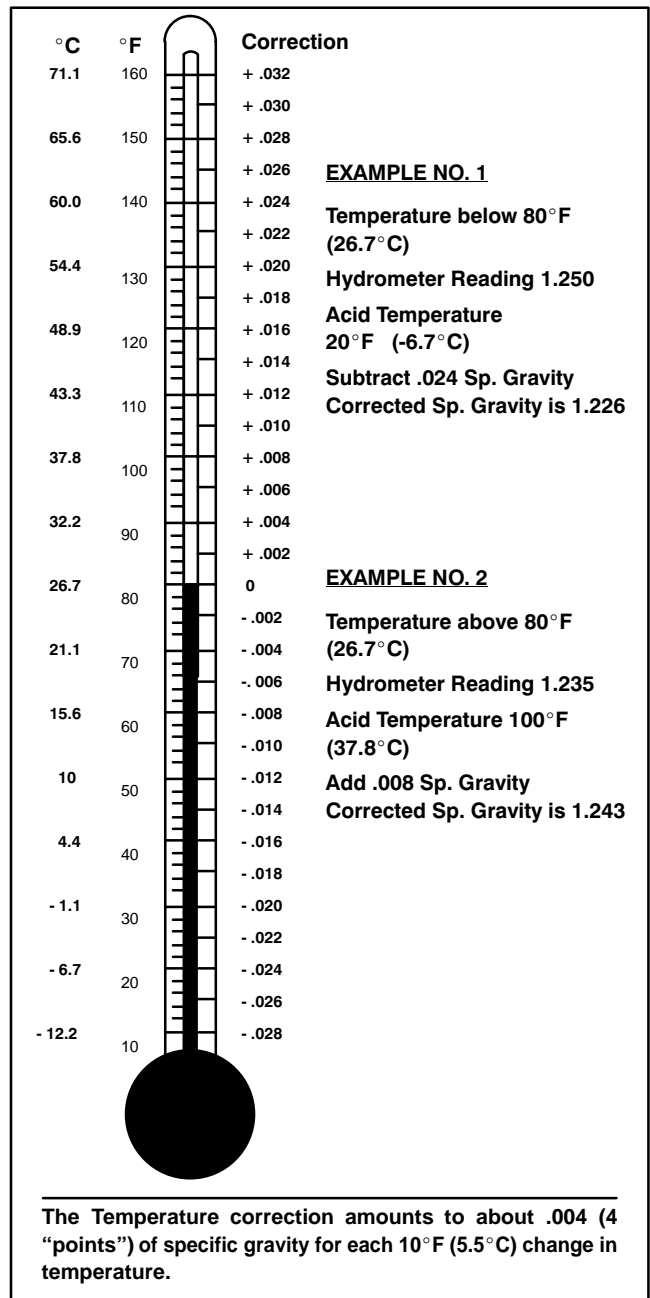 °C °F Correction
71.1 160 + .032
+ .030
65.6 150 + .028
+ .026
EXAMPLE NO. 1
60.0 140 + .024
Temperature below 80°F
+ .022
(26.7°C)
54.4 130 + .020
Hydrometer Reading 1.250
+ .018
Acid Temperature
48.9 120 + .016
20°F (-6.7°C)
+ .014
Subtract .024 Sp. Gravity
43.3 110 + .012
Corrected Sp. Gravity is 1.226
+ .010
37.8 100 + .008
+ .006
32.2 90 + .004
+ .002
26.7 80 0
EXAMPLE NO. 2
- .002
Temperature above 80°F
21.1 70 - .004
(26.7°C)
-. 006
Hydrometer Reading 1.235
15.6 60 - .008
Acid Temperature 100°F
- .010
(37.8°C)
10 50 - .012
Add .008 Sp. Gravity
- .014
Corrected Sp. Gravity is 1.243
4.4 40 - .016
- .018
- 1.1 30 - .020
- .022
- 6.7 20 - .024
- .026
- 12.2 10 - .028
The Temperature correction amounts to about .004 (4
“points”) of specific gravity for each 10°F (5.5°C) change in
temperature.